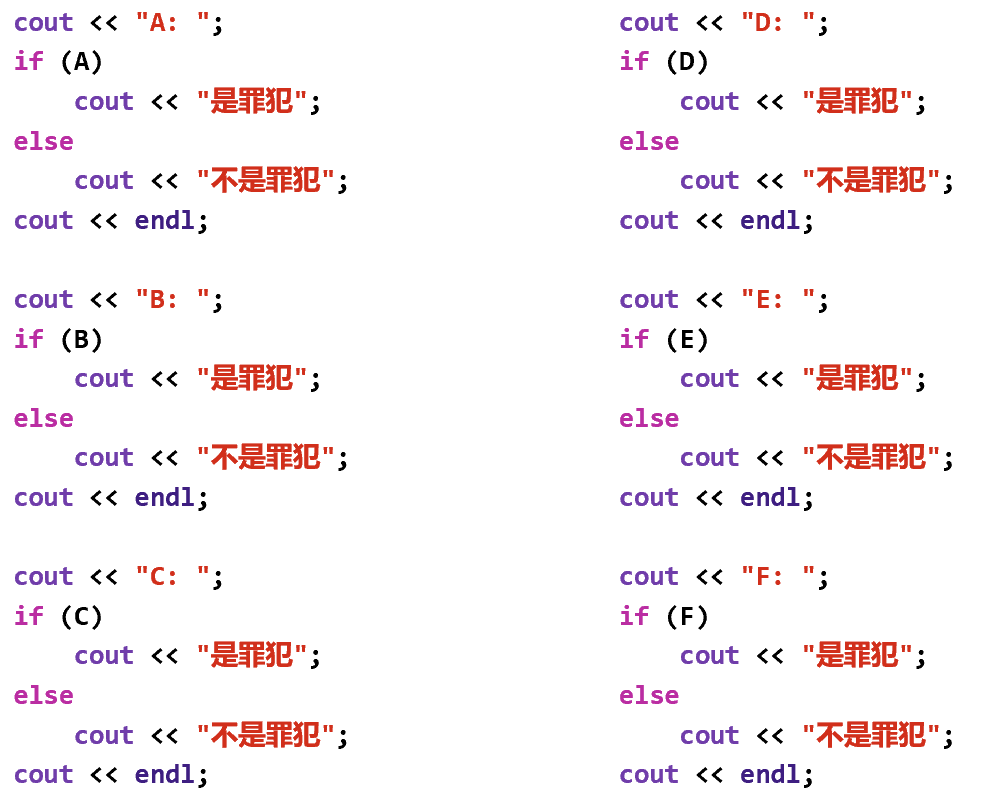 cout << "A: ";
if (A)
    cout << "是罪犯";
else
    cout << "不是罪犯";
cout << endl;

cout << "B: ";
if (B)
    cout << "是罪犯";
else
    cout << "不是罪犯";
cout << endl;

cout << "C: ";
if (C)
    cout << "是罪犯";
else
    cout << "不是罪犯";
cout << endl;

cout << "D: ";
if (D)
    cout << "是罪犯";
else
    cout << "不是罪犯";
cout << endl;

cout << "E: ";
if (E)
    cout << "是罪犯";
else
    cout << "不是罪犯";
cout << endl;

cout << "F: ";
if (F)
    cout << "是罪犯";
else
    cout << "不是罪犯";
cout << endl;